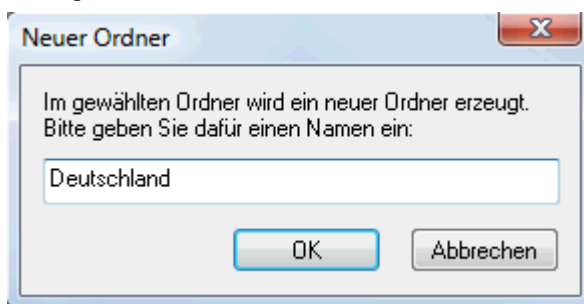 Neuer Ordner
Im gewählten Ordner wird ein neuer Ordner erzeugt.
Bitte geben Sie dafür einen Namen ein:
Deutschland
OK
Abbrechen